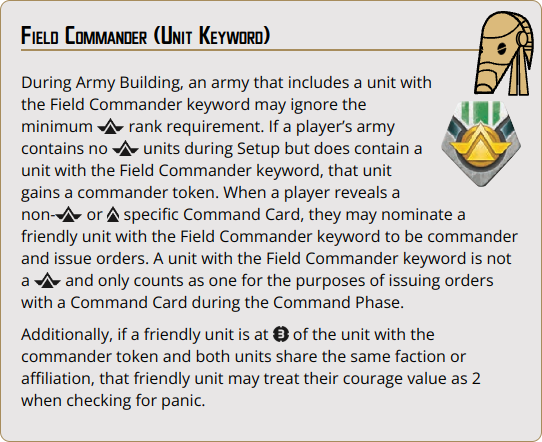 Field Commander (Unit Keyword)
During Army Building, an army that includes a unit with
the Field Commander keyword may ignore the
minimum rank requirement. If a player’s army
contains no units during Setup but does contain a
unit with the Field Commander keyword, that unit
gains a commander token. When a player reveals a
non- or specific Command Card, they may nominate a
friendly unit with the Field Commander keyword to be commander
and issue orders. A unit with the Field Commander keyword is not
a and only counts as one for the purposes of issuing orders
with a Command Card during the Command Phase.
Additionally, if a friendly unit is at 3 of the unit with the
commander token and both units share the same faction or
affiliation, that friendly unit may treat their courage value as 2
when checking for panic.